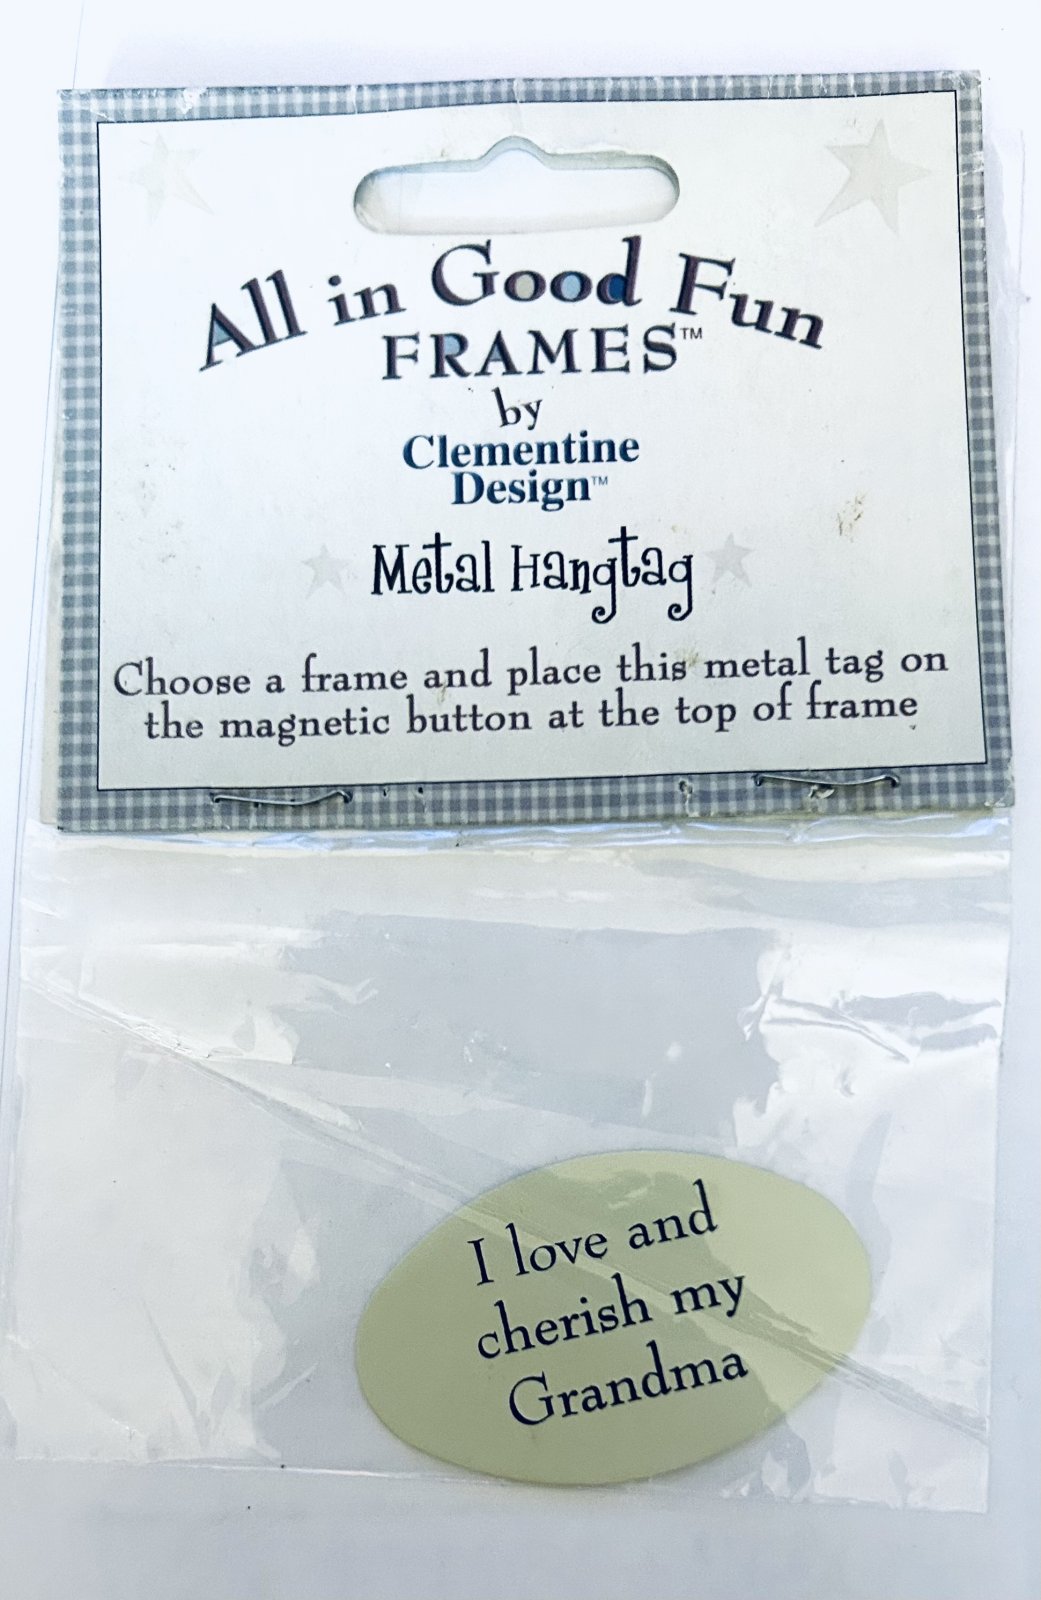 All in Good Fun
FRAMES™
by
Clementine
Design™
Metal Hangtag
Choose a frame and place this metal tag on
the magnetic button at the top of frame
I love and
cherish my
Grandma